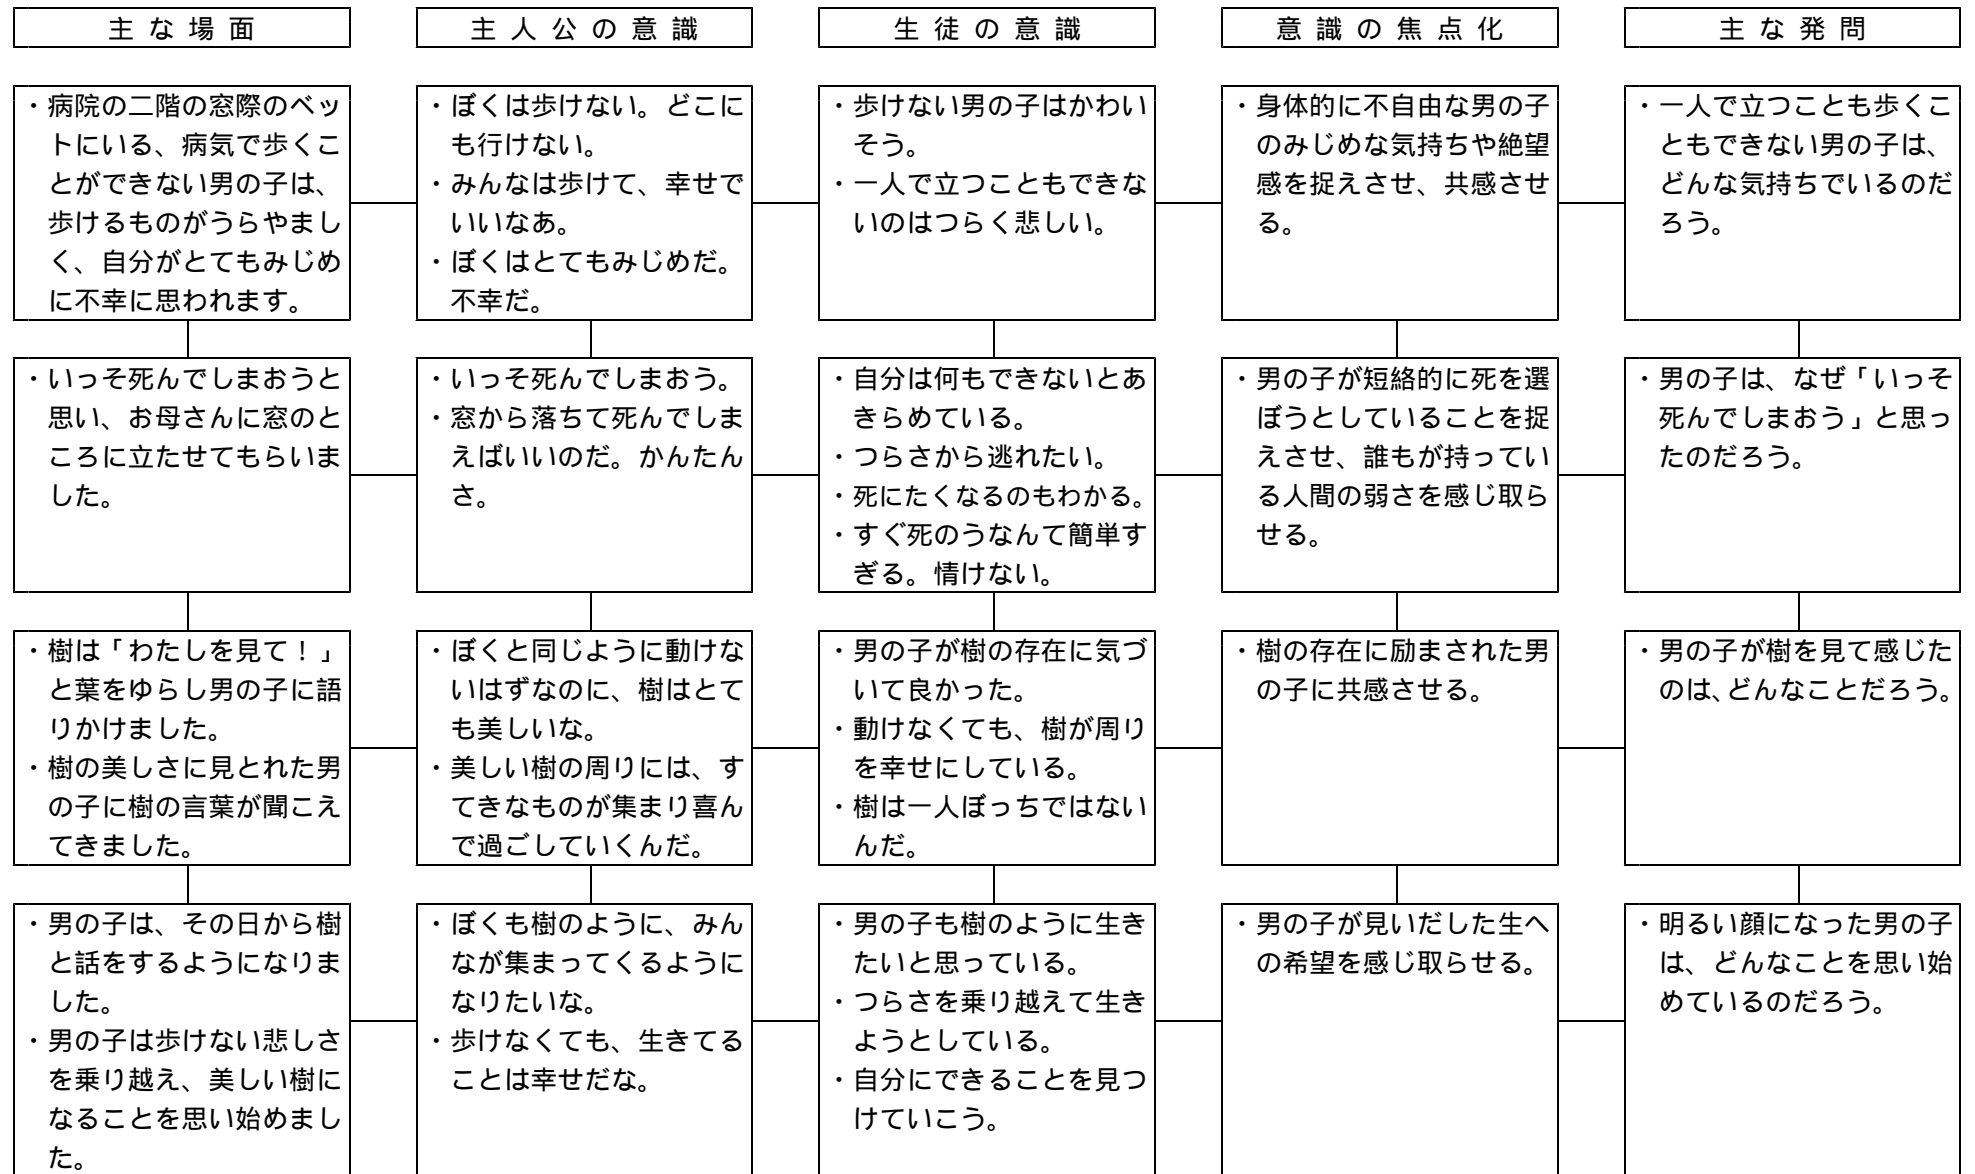 主な場面
主人公の意識
生徒の意識
意識の焦点化
主な発問
・病院の二階の窓際のベッ
トにいる、病気で歩くこ
とができない男の子は、
歩けるものがうらやまし
く、自分がとてもみじめ
に不幸に思われます。
・ぼくは歩けない。どこに
も行けない。
・みんなは歩けて、幸せで
いいなあ。
・ぼくはとてもみじめだ。
不幸だ。
・歩けない男の子はかわい
そう。
・一人で立つこともできな
いのはつらく悲しい。
・身体的に不自由な男の子
のみじめな気持ちや絶望
感を捉えさせ、共感させ
る。
・一人で立つことも歩くこ
ともできない男の子は、
どんな気持ちでいるのだ
ろう。
・いっそ死んでしまおうと
思い、お母さんに窓のと
ころに立たせてもらいま
した。
・いっそ死んでしまおう。
・窓から落ちて死んでしま
えばいいのだ。かんたん
さ。
・自分は何もできないとあ
きらめている。
・つらさから逃れたい。
・死にたくなるのもわかる。
・すぐ死のうなんて簡単す
ぎる。情けない。
・男の子が短絡的に死を選
ぼうとしていることを捉
えさせ、誰もが持ってい
る人間の弱さを感じ取ら
せる。
・男の子は、なぜ「いっそ
死んでしまおう」と思っ
たのだろう。
・樹は「わたしを見て！」
と葉をゆらし男の子に語
りかけました。
・樹の美しさに見とれた男
の子に樹の言葉が聞こえ
てきました。
・ぼくと同じように動けな
いはずなのに、樹はとて
も美しいな。
・美しい樹の周りには、す
てきなものが集まり喜ん
で過ごしていくんだ。
・男の子が樹の存在に気づ
いて良かった。
・動けなくても、樹が周り
を幸せにしている。
・樹は一人ぼっちではない
んだ。
・樹の存在に励まされた男
の子に共感させる。
・男の子が樹を見て感じた
のは、どんなことだろう。
・男の子は、その日から樹
と話をするようになりま
した。
・男の子は歩けない悲しさ
を乗り越え、美しい樹に
なることを思い始めまし
た。
・ぼくも樹のように、みん
なが集まってくるように
なりたいな。
・歩けなくても、生きてる
ことは幸せだな。
・男の子も樹のように生き
たいと思っている。
・つらさを乗り越えて生き
ようとしている。
・自分にできることを見つ
けていこう。
・男の子が見いだした生へ
の希望を感じ取らせる。
・明るい顔になった男の子
は、どんなことを思い始
めているのだろう。